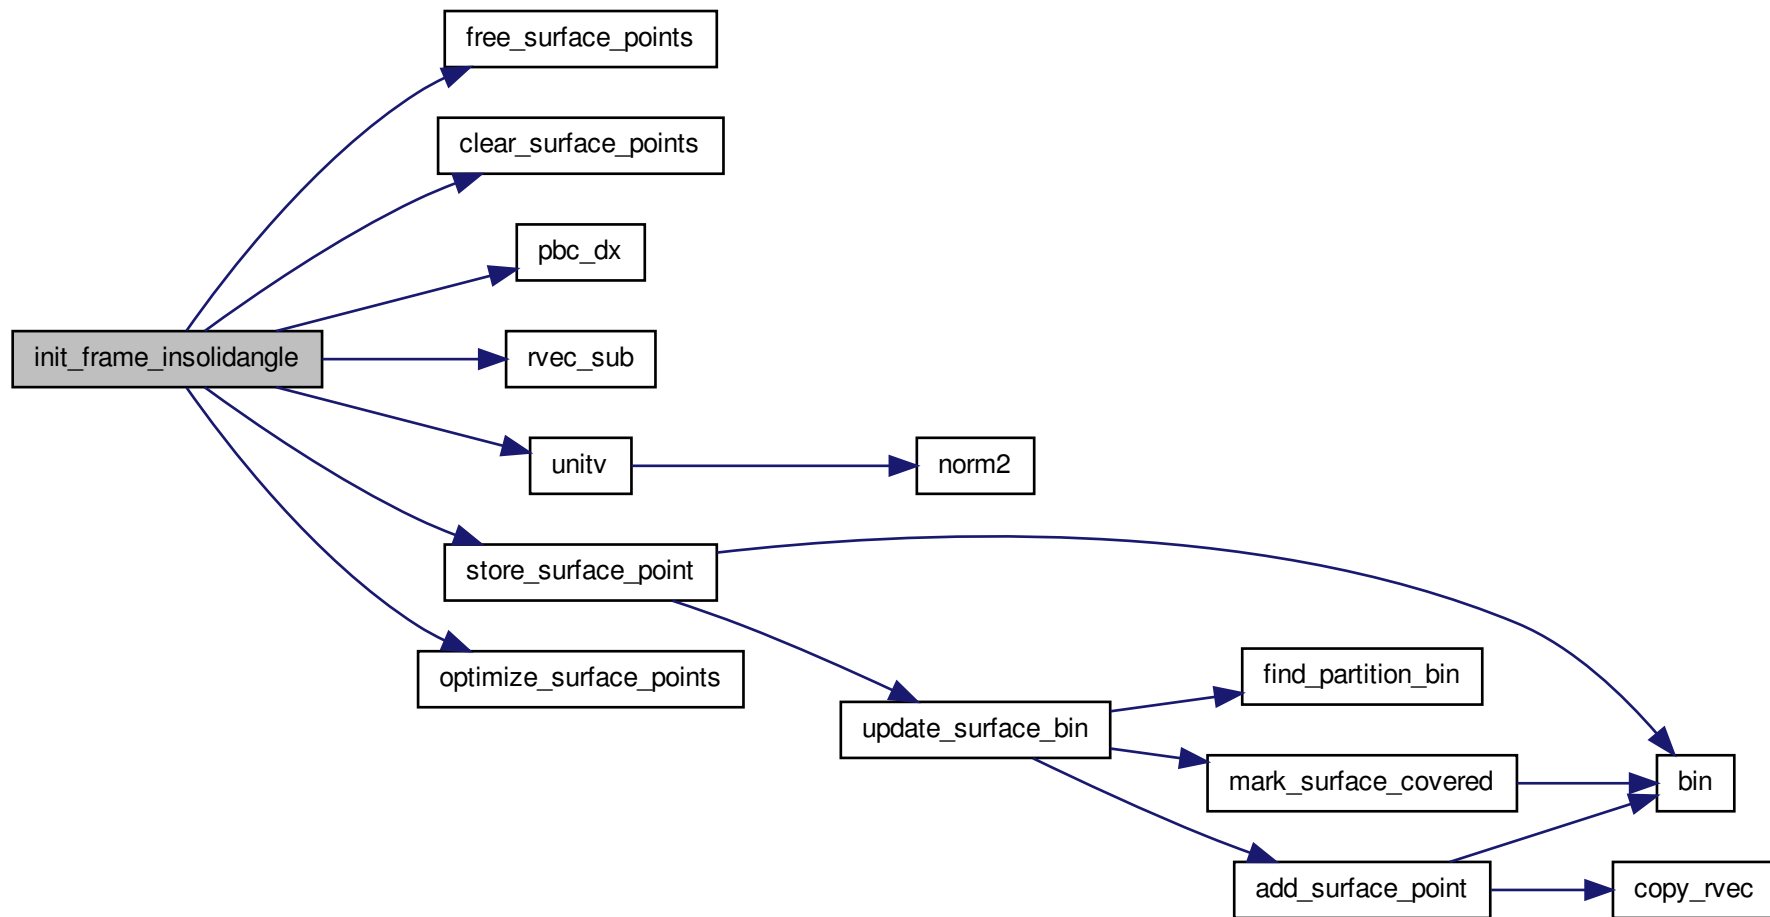 free_surface_points
clear_surface_points
pbc_dx
init_frame_insolidangle
rvec_sub
unitv
norm2
store_surface_point
optimize_surface_points
find_partition_bin
update_surface_bin
mark_surface_covered
bin
add_surface_point
copy_rvec